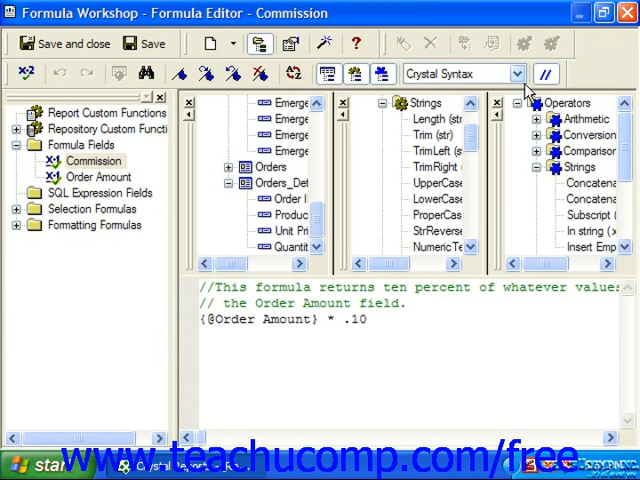 Formula Workshop - Formula Editor - Commission
Save and close
Save
?
x+2
A
Z
Crystal Syntax
//
Report Custom Functions
Repository Custom Functi
Formula Fields
Commission
Order Amount
SQL Expression Fields
Selection Formulas
Formatting Formulas
Emerge
Emerge
Emerge
Emerge
Orders
Orders_Det
Order I
Produc
Unit Pri
Quantit
Strings
Length (str
Trim (str)
TrimLeft (s
TrimRight (
UpperCase
LowerCase
ProperCas
StrReverse
NumericTe
Operators
Arithmetic
Conversion
Comparison
Strings
Concatena
Concatena
Subscript (
In string (x
Insert Emp
//This formula returns ten percent of whatever values
// the Order Amount field.
{@Order Amount} * .10
start
www.teachucomp.com/free